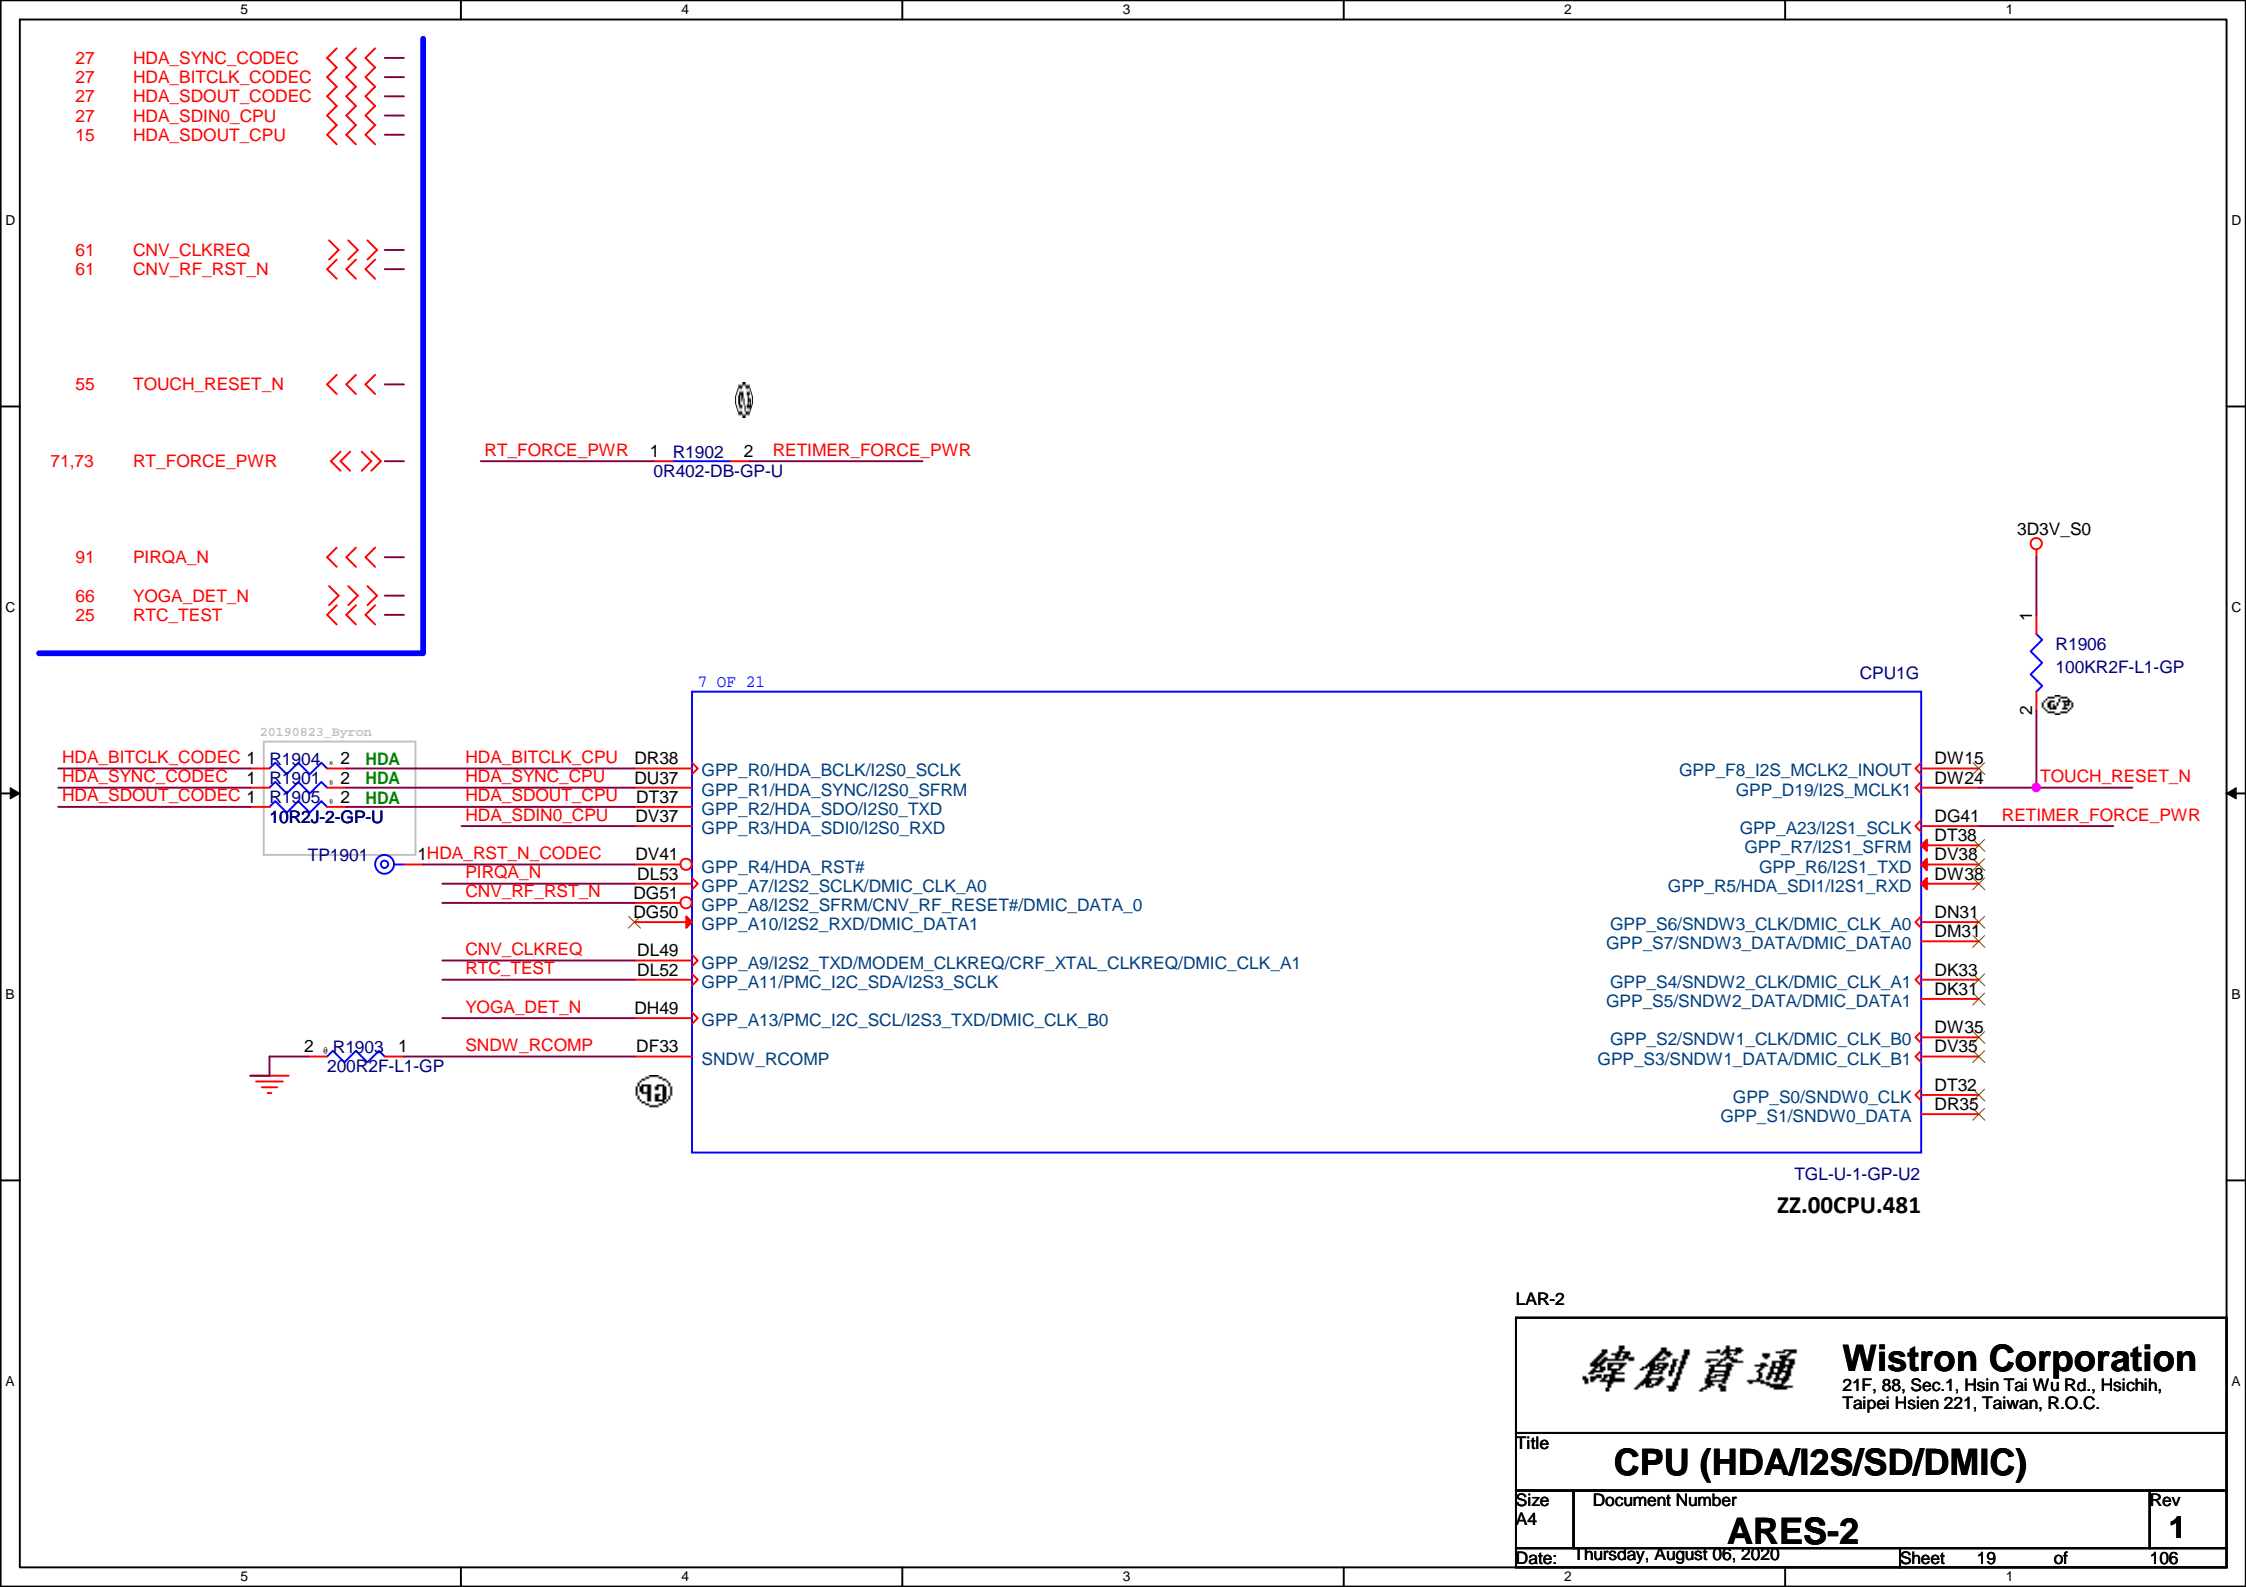 5 4 3 2 1
27 HDA_SYNC_CODEC
27 HDA_BITCLK_CODEC
27 HDA_SDOUT_CODEC
27 HDA_SDIN0_CPU
15 HDA_SDOUT_CPU
D D
61 CNV_CLKREQ
61 CNV_RF_RST_N
55 TOUCH_RESET_N
RT_FORCE_PWR 1 R1902 2 RETIMER_FORCE_PWR
0R402-DB-GP-U
71,73 RT_FORCE_PWR
3D3V_S0
91 PIRQA_N
66 YOGA_DET_N
25 RTC_TEST
C C
1
R1906
100KR2F-L1-GP
2
7 OF 21
CPU1G
20190823_Byron
HDA_BITCLK_CODEC 1 R1904 2 HDA HDA_BITCLK_CPU DR38 GPP_R0/HDA_BCLK/I2S0_SCLK
HDA_SYNC_CODEC 1 R1901 2 HDA HDA_SYNC_CPU DU37 GPP_R1/HDA_SYNC/I2S0_SFRM
HDA_SDOUT_CODEC 1 R1905 2 HDA HDA_SDOUT_CPU DT37 GPP_R2/HDA_SDO/I2S0_TXD
10R2J-2-GP-U HDA_SDIN0_CPU DV37 GPP_R3/HDA_SDI0/I2S0_RXD
TP1901 1 HDA_RST_N_CODEC DV41 GPP_R4/HDA_RST#
PIRQA_N DL53 GPP_A7/I2S2_SCLK/DMIC_CLK_A0
CNV_RF_RST_N DG51 GPP_A8/I2S2_SFRM/CNV_RF_RESET#/DMIC_DATA_0
DG50 GPP_A10/I2S2_RXD/DMIC_DATA1
CNV_CLKREQ DL49 GPP_A9/I2S2_TXD/MODEM_CLKREQ/CRF_XTAL_CLKREQ/DMIC_CLK_A1
RTC_TEST DL52 GPP_A11/PMC_I2C_SDA/I2S3_SCLK
YOGA_DET_N DH49 GPP_A13/PMC_I2C_SCL/I2S3_TXD/DMIC_CLK_B0
2 R1903 1 SNDW_RCOMP DF33 SNDW_RCOMP
200R2F-L1-GP
GPP_F8_I2S_MCLK2_INOUT DW15
GPP_D19/I2S_MCLK1 DW24 TOUCH_RESET_N
GPP_A23/I2S1_SCLK DG41 RETIMER_FORCE_PWR
GPP_R7/I2S1_SFRM DT38
GPP_R6/I2S1_TXD DV38
GPP_R5/HDA_SDI1/I2S1_RXD DW38
GPP_S6/SNDW3_CLK/DMIC_CLK_A0 DN31
GPP_S7/SNDW3_DATA/DMIC_DATA0 DM31
GPP_S4/SNDW2_CLK/DMIC_CLK_A1 DK33
GPP_S5/SNDW2_DATA/DMIC_DATA1 DK31
GPP_S2/SNDW1_CLK/DMIC_CLK_B0 DW35
GPP_S3/SNDW1_DATA/DMIC_CLK_B1 DV35
GPP_S0/SNDW0_CLK DT32
GPP_S1/SNDW0_DATA DR35
B B
TGL-U-1-GP-U2
ZZ.00CPU.481
LAR-2
緯創資通 Wistron Corporation
21F, 88, Sec.1, Hsin Tai Wu Rd., Hsichih,
Taipei Hsien 221, Taiwan, R.O.C.
A A
Title
CPU (HDA/I2S/SD/DMIC)
Size Document Number Rev
A4 ARES-2 1
Date: Thursday, August 06, 2020 Sheet 19 of 106
5 4 3 2 1